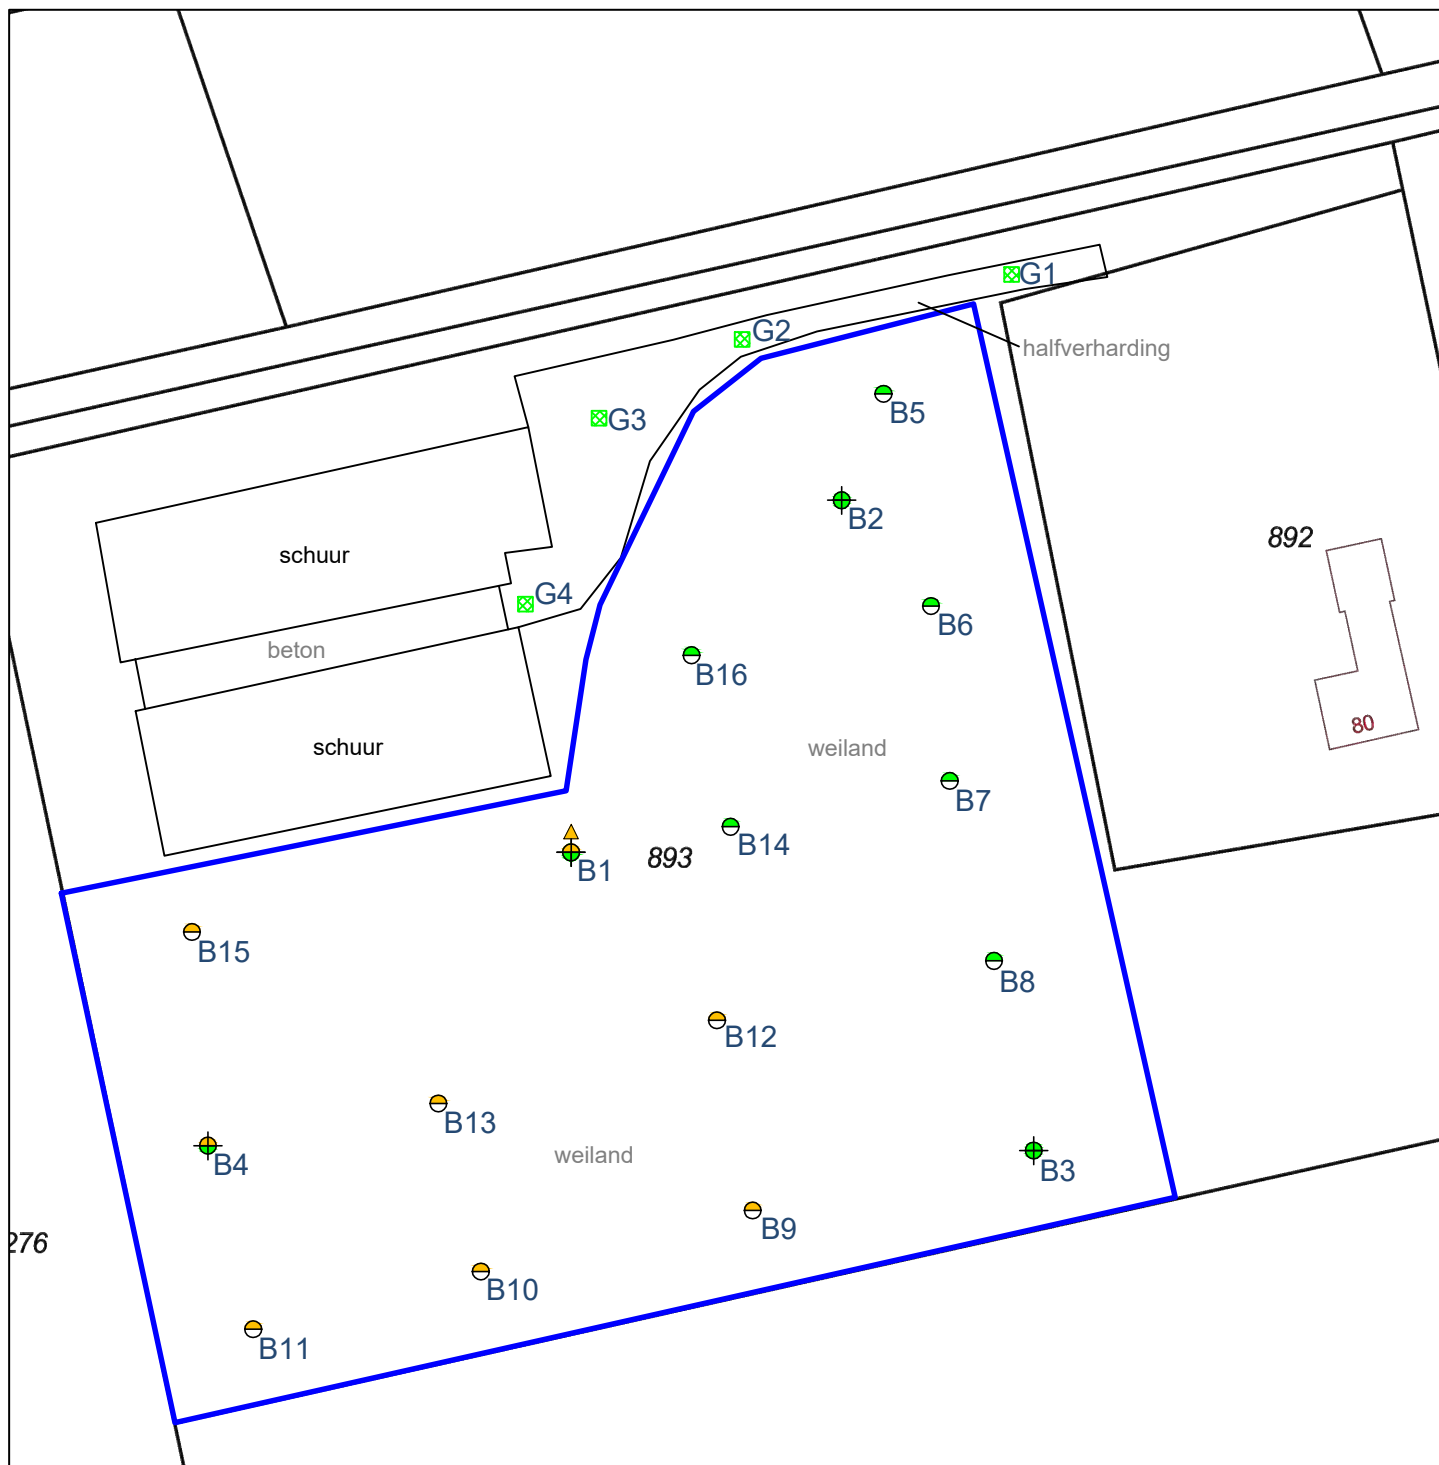 G1
G2
halfverharding
B5
G3
B2
892
schuur
G4
B6
beton
B16
80
schuur
weiland
B7
B14
893
B1
B15
B8
B12
B13
weiland
B4
B3
B9
276
B10
B11